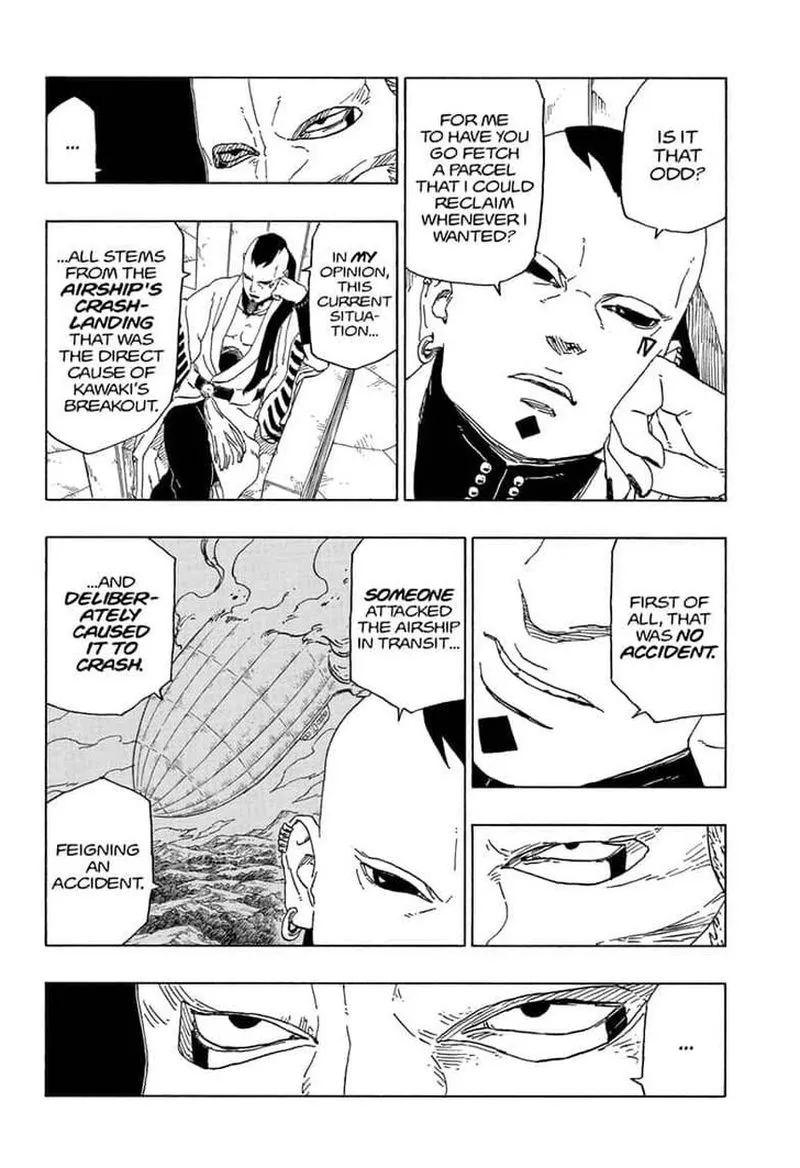 IS IT
THAT
ODD?
FOR ME
TO HAVE YOU
GO FETCH
A PARCEL
THAT I COULD
RECLAIM
WHENEVER I
WANTED?
...
IN MY
OPINION,
THIS
CURRENT
SITUA-
TION...
...ALL STEMS
FROM THE
AIRSHIP'S
CRASH-
LANDING
THAT WAS
THE DIRECT
CAUSE OF
KAWAKI'S
BREAKOUT.
FIRST OF
ALL, THAT
WAS NO
ACCIDENT.
SOMEONE
ATTACKED
THE AIRSHIP
IN TRANSIT...
...AND
DELIBER-
ATELY
CAUSED
IT TO
CRASH.
FEIGNING
AN
ACCIDENT.
...